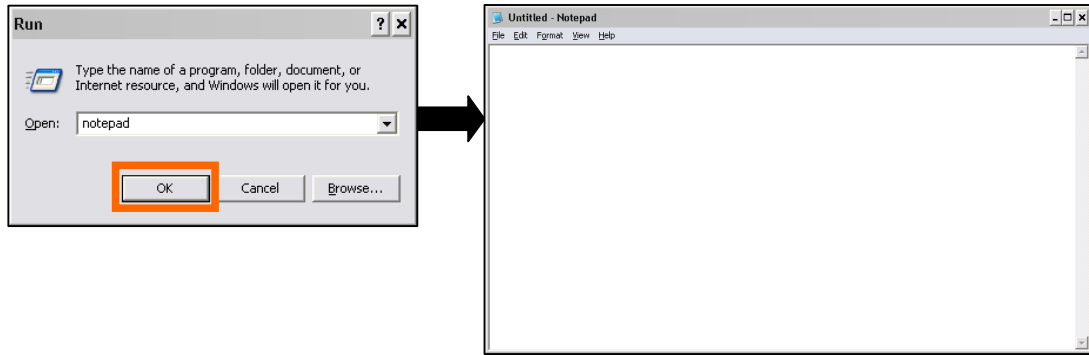 Run
Type the name of a program, folder, document, or
Internet resource, and Windows will open it for you.
Open: notepad
OK Cancel Browse...
Untitled - Notepad
File Edit Format View Help